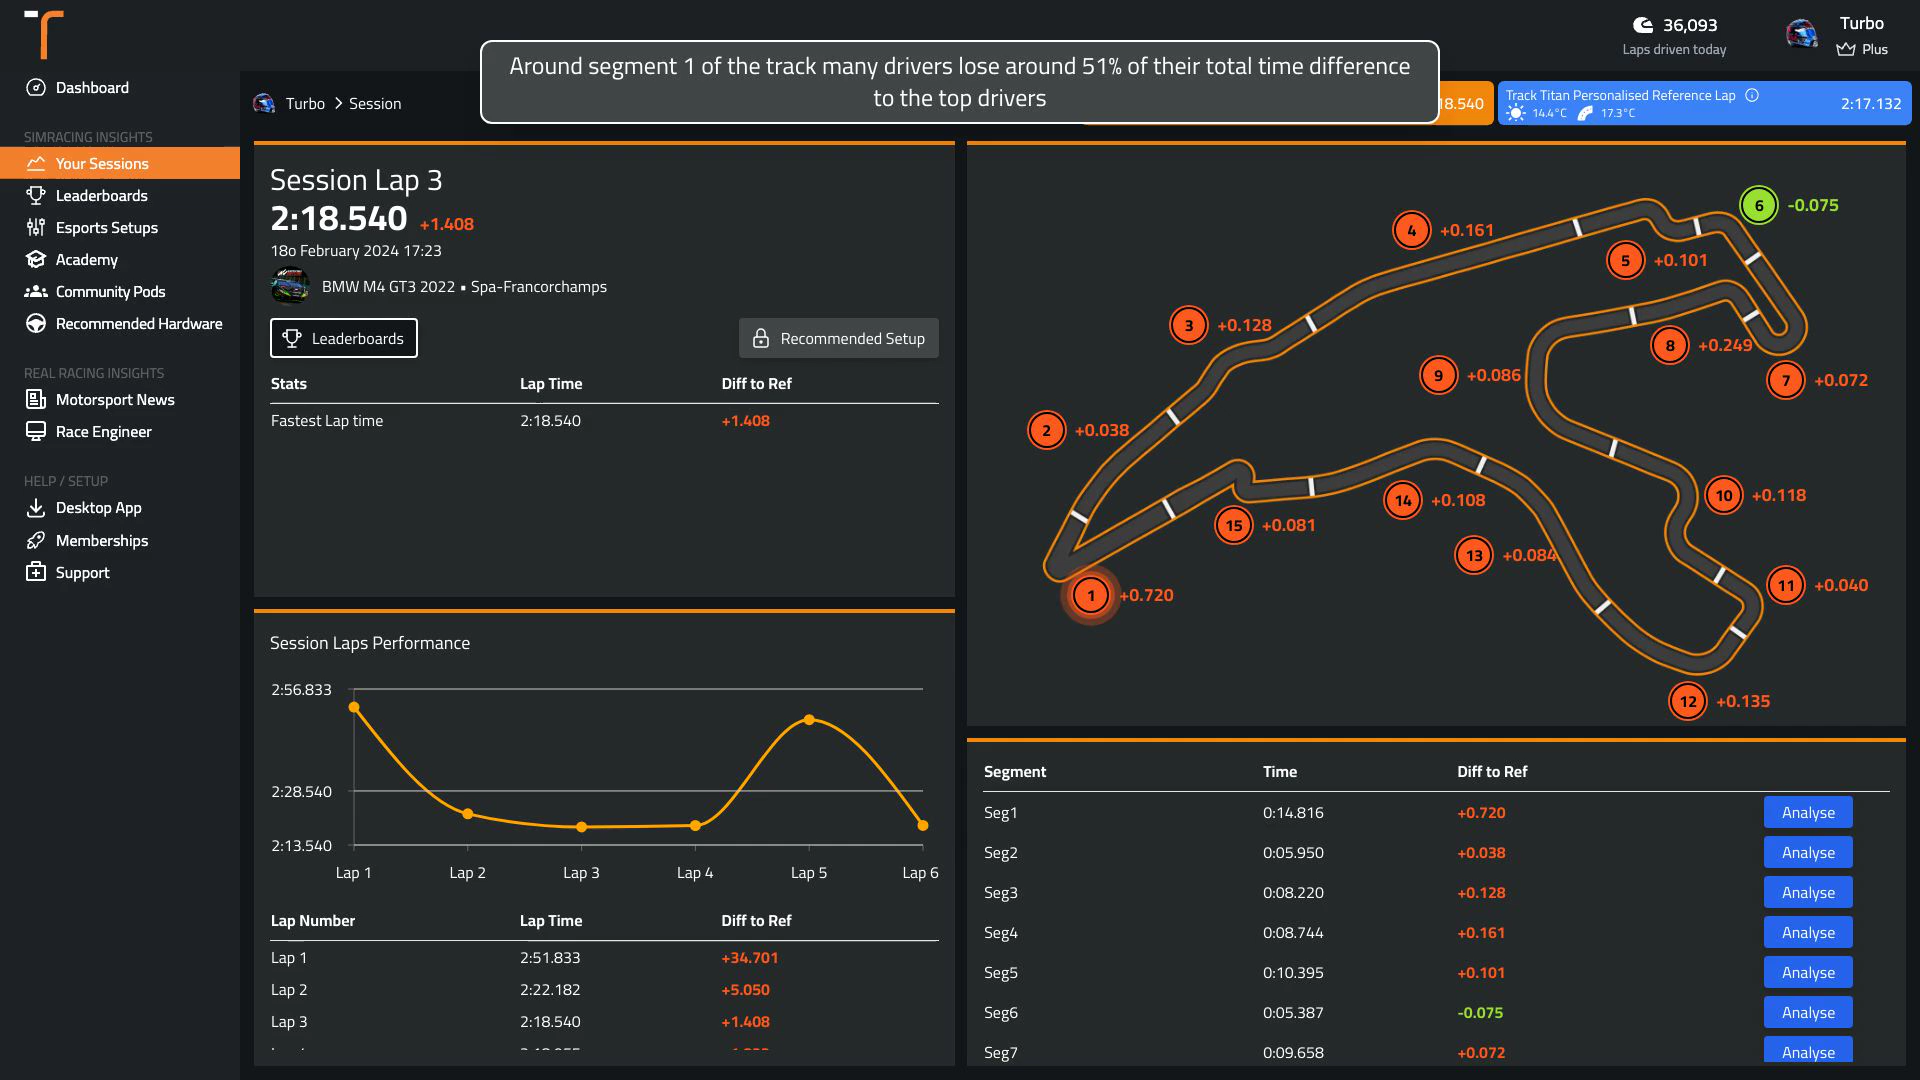 36,093
Laps driven today
Turbo
Plus
Around segment 1 of the track many drivers lose around 51% of their total time difference
to the top drivers
Dashboard
SIMRACING INSIGHTS
Your Sessions
Leaderboards
Esports Setups
Academy
Community Pods
Recommended Hardware
REAL RACING INSIGHTS
Motorsport News
Race Engineer
HELP / SETUP
Desktop App
Memberships
Support
Turbo > Session
18.540
Track Titan Personalised Reference Lap
14.4°C 17.3°C
2:17.132
Session Lap 3
2:18.540 +1.408
18o February 2024 17:23
BMW M4 GT3 2022 • Spa-Francorchamps
Leaderboards
Recommended Setup
Stats Lap Time Diff to Ref
Fastest Lap time 2:18.540 +1.408
6 -0.075
4 +0.161
5 +0.101
3 +0.128
8 +0.249
9 +0.086
7 +0.072
2 +0.038
10 +0.118
14 +0.108
15 +0.081
13 +0.084
11 +0.040
1 +0.720
12 +0.135
Session Laps Performance
2:56.833
2:28.540
2:13.540
Lap 1 Lap 2 Lap 3 Lap 4 Lap 5 Lap 6
Lap Number Lap Time Diff to Ref
Lap 1 2:51.833 +34.701
Lap 2 2:22.182 +5.050
Lap 3 2:18.540 +1.408
Segment Time Diff to Ref
Seg1 0:14.816 +0.720 Analyse
Seg2 0:05.950 +0.038 Analyse
Seg3 0:08.220 +0.128 Analyse
Seg4 0:08.744 +0.161 Analyse
Seg5 0:10.395 +0.101 Analyse
Seg6 0:05.387 -0.075 Analyse
Seg7 0:09.658 +0.072 Analyse